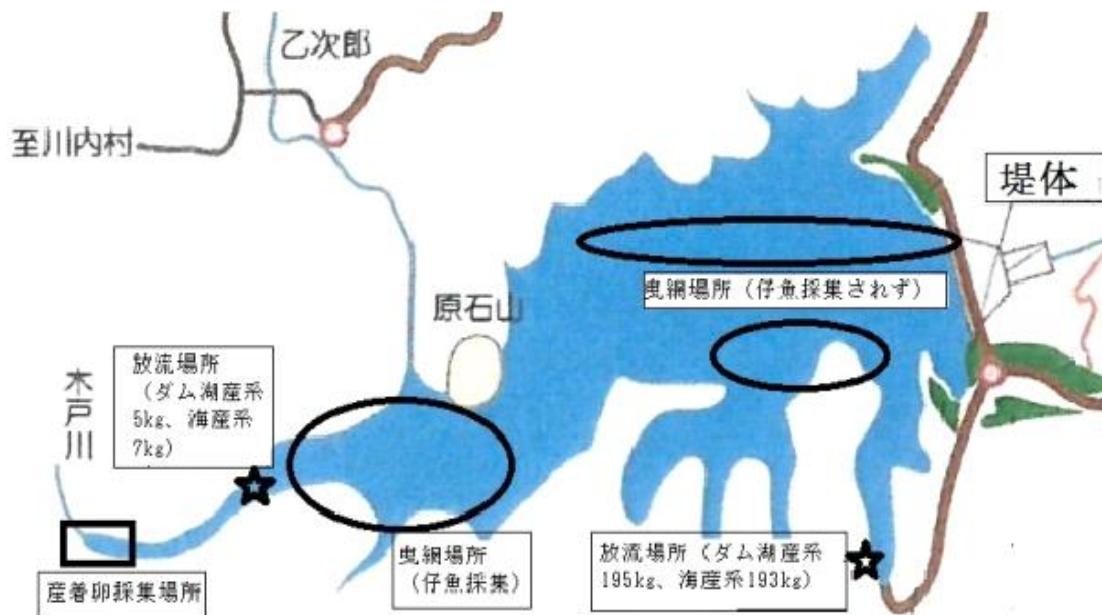 乙次郎
至川内村
堤体
曳網場所（仔魚採集されず）
原石山
放流場所
（ダム湖産系
5kg、海産系
7kg）
木戸川
曳網場所
（仔魚採集）
放流場所（ダム湖産系
195kg、海産系193kg）
産着卵採集場所